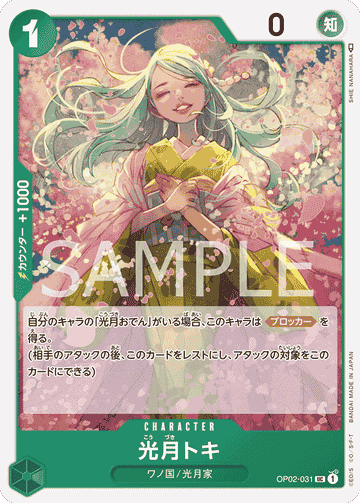 1
0
知
SHIE NANAHARA
カウンター +1000
SAMPLE
自分のキャラの「光月おでん」がいる場合、このキャラは ブロッカー を
得る。
(相手のアタックの後、このカードをレストにし、アタックの対象をこの
カードにできる)
CHARACTER
こう づき
光月トキ
ワノ国/光月家
OP02-031 UC 1
BANDAI MADE IN JAPAN